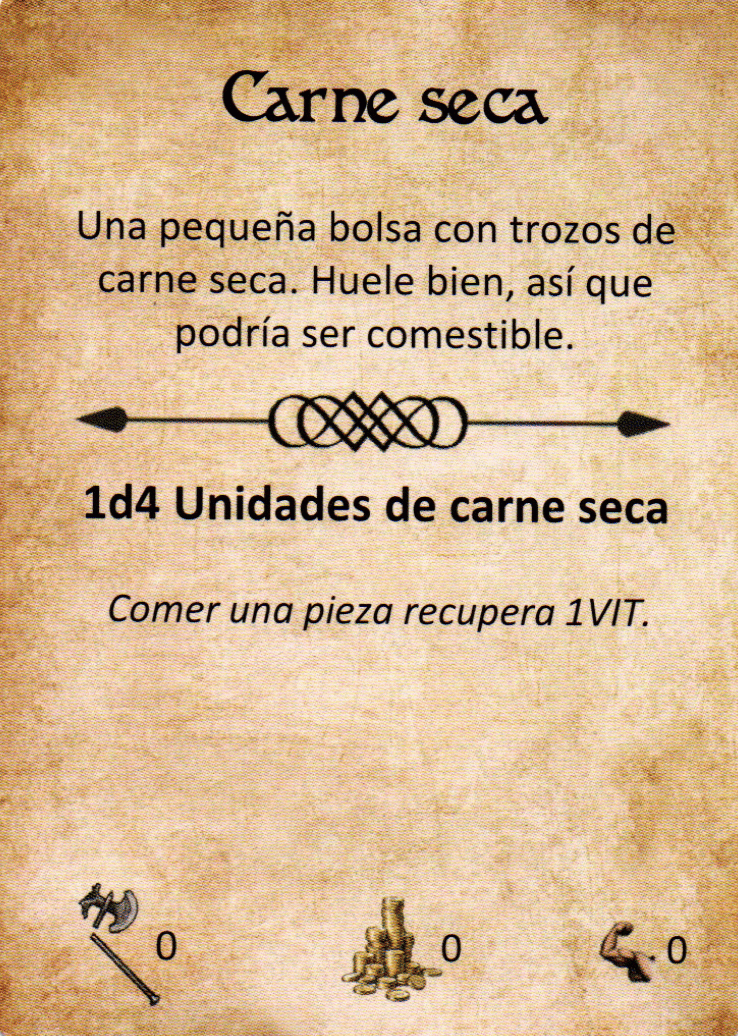 Carne seca
Una pequeña bolsa con trozos de
carne seca. Huele bien, así que
podría ser comestible.
1d4 Unidades de carne seca
Comer una pieza recupera 1VIT.
0 0 0